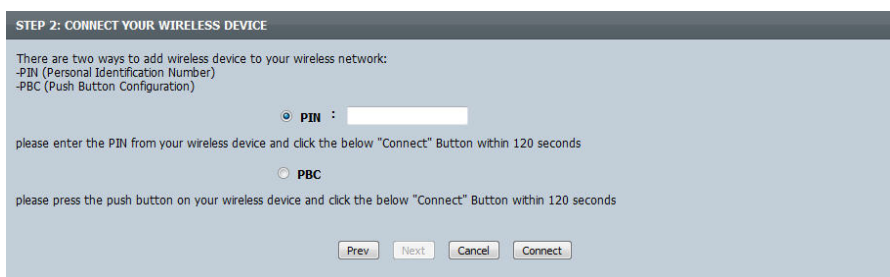 STEP 2: CONNECT YOUR WIRELESS DEVICE
There are two ways to add wireless device to your wireless network:
-PIN (Personal Identification Number)
-PBC (Push Button Configuration)
PIN :
please enter the PIN from your wireless device and click the below "Connect" Button within 120 seconds
PBC
please press the push button on your wireless device and click the below "Connect" Button within 120 seconds
Prev Next Cancel Connect